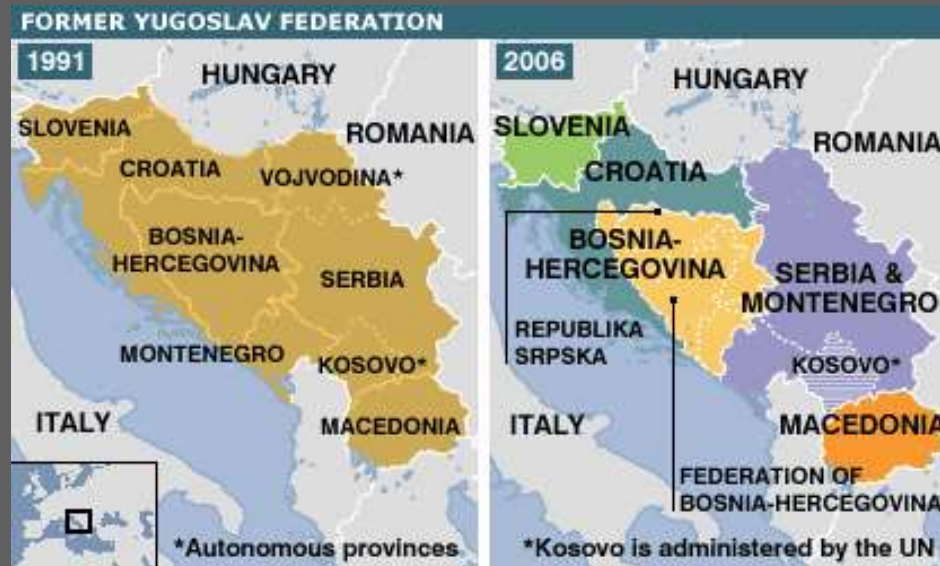 FORMER YUGOSLAV FEDERATION
1991
HUNGARY
SLOVENIA
ROMANIA
CROATIA
VOJVODINA*
BOSNIA-
HERCEGOVINA
SERBIA
MONTENEGRO
KOSOVO*
ITALY
MACEDONIA
*Autonomous provinces
2006
HUNGARY
SLOVENIA
ROMANIA
CROATIA
BOSNIA-
HERCEGOVINA
SERBIA &
MONTENEGRO
REPUBLIKA
SRPSKA
KOSOVO*
ITALY
MACEDONIA
FEDERATION OF
BOSNIA-HERCEGOVINA
*Kosovo is administered by the UN